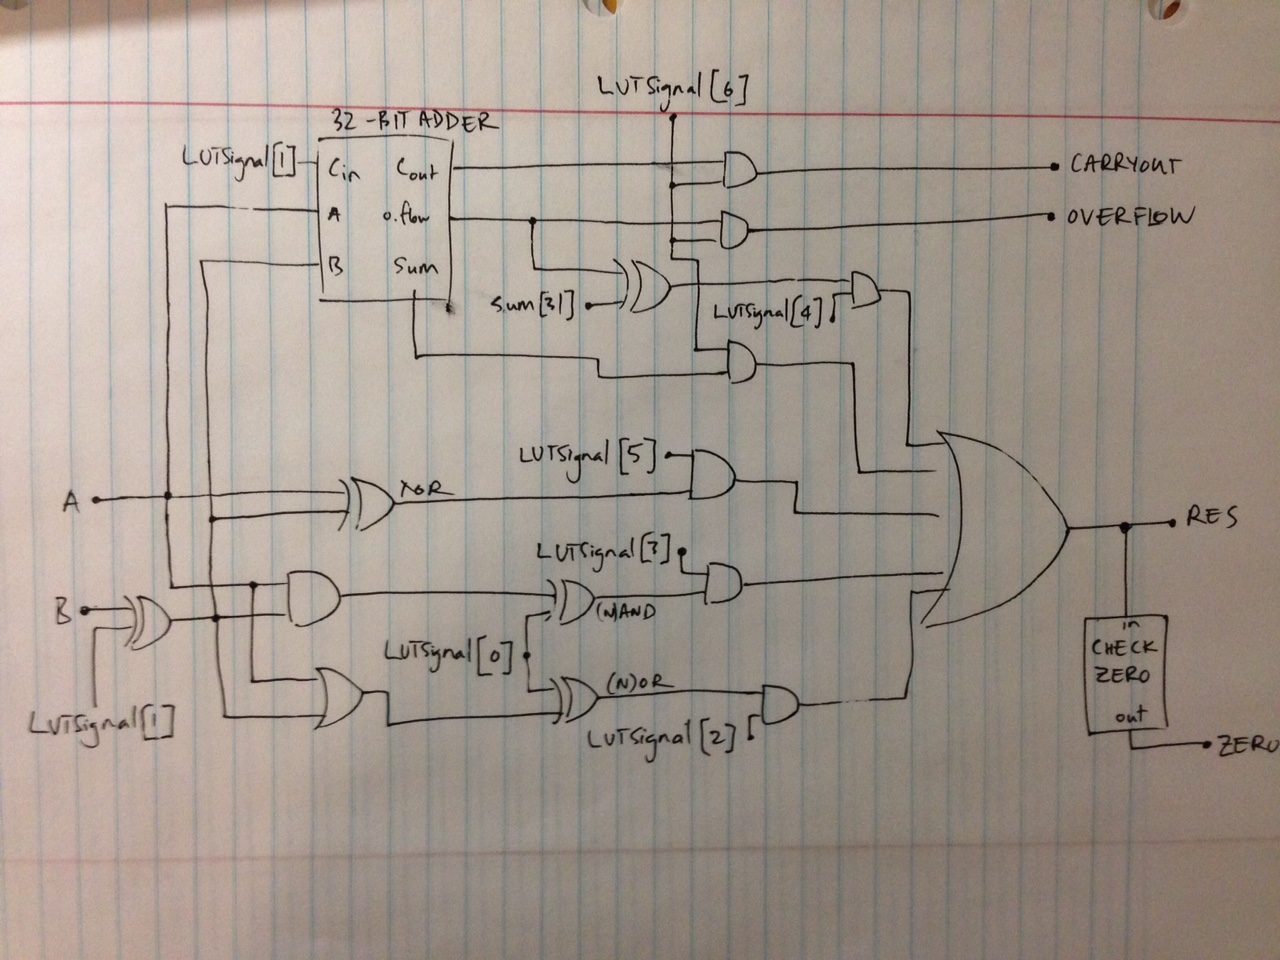 LUTSignal[6]
32-BIT ADDER
LUTSignal[1]
Cin Cout
A o.flow
B Sum
CARRYOUT
OVERFLOW
Sum[31]
LUTSignal[4]
LUTSignal[5]
A
XOR
RES
LUTSignal[3]
B
(N)AND
LUTSignal[0]
(N)OR
LUTSignal[1]
LUTSignal[2]
in
CHECK
ZERO
out
ZERO